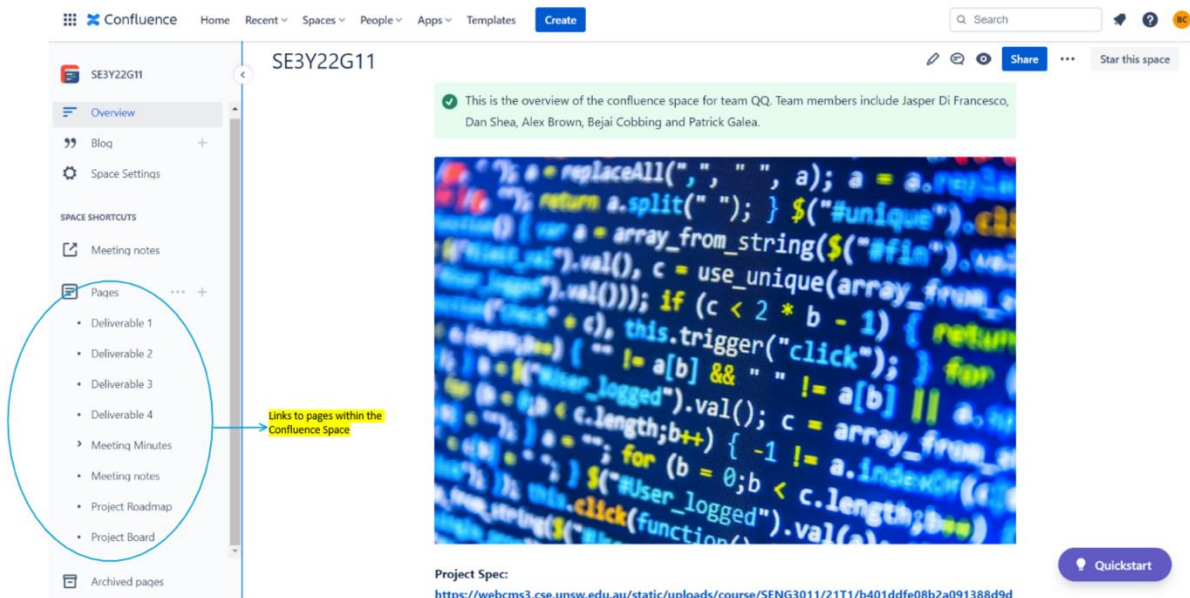 Confluence Home Recent Spaces People Apps Templates Create Search BC
SE3Y22G11
SE3Y22G11
Share ••• Star this space
Overview
Blog
Space Settings
SPACE SHORTCUTS
Meeting notes
Pages
Deliverable 1
Deliverable 2
Deliverable 3
Deliverable 4
Meeting Minutes
Meeting notes
Project Roadmap
Project Board
Archived pages
Links to pages within the
Confluence Space
This is the overview of the confluence space for team QQ. Team members include Jasper Di Francesco,
Dan Shea, Alex Brown, Bejai Cobbing and Patrick Galea.
= replaceAll(",", " ", a); a = a.
return a.split(" "); } $("#unique")
= array_from_string($("#fin")
.val(), c = use_unique(array_
.val())); if (c < 2 * b - 1) { return
this.trigger("click"); }
!= a[b] && " " != a[b] ||
logged").val(); c = array_from_
c.length;b++) { -1 != a.indexOf(
for (b = 0;b < c.length;b++)
$("#User_logged").val(a)
this.click(function()
Project Spec:
https://webcms3.cse.unsw.edu.au/static/uploads/course/SENG3011/21T1/b401ddfe08b2a091388d9d
Quickstart